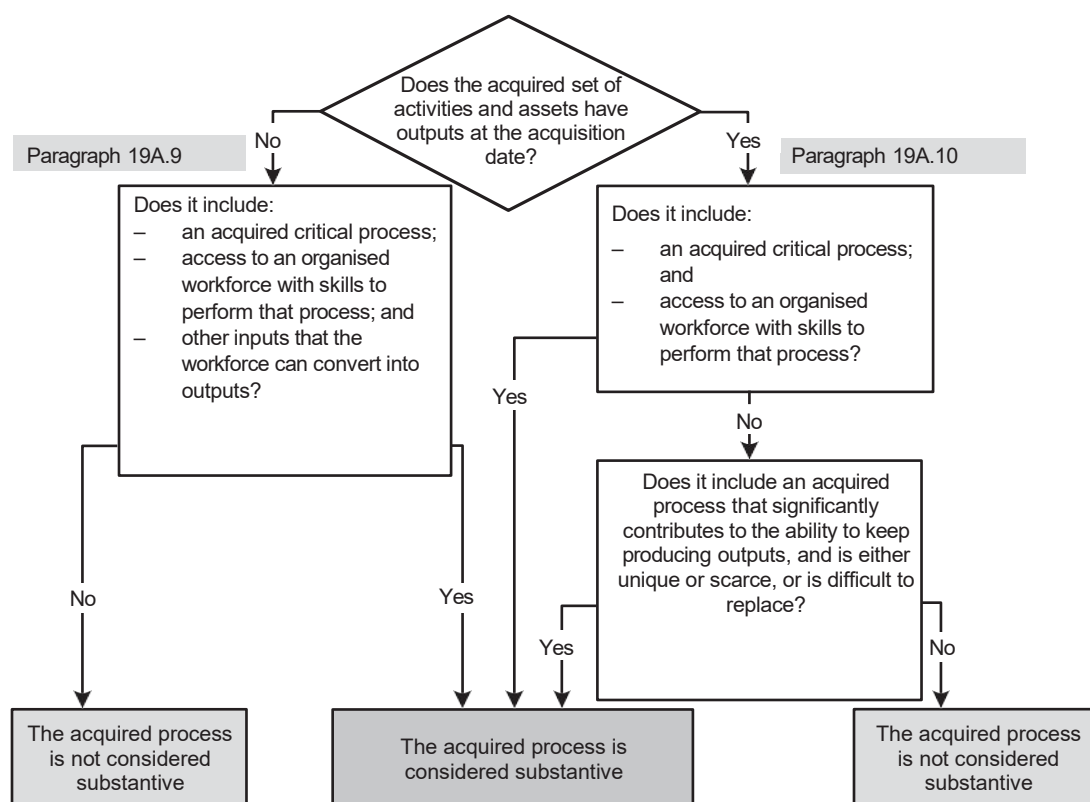 Does the acquired set of
activities and assets have
outputs at the acquisition
date?
No
Yes
Paragraph 19A.9
Paragraph 19A.10
Does it include:
– an acquired critical process;
– access to an organised
workforce with skills to
perform that process; and
– other inputs that the
workforce can convert into
outputs?
Does it include:
– an acquired critical process;
and
– access to an organised
workforce with skills to
perform that process?
Yes
No
Does it include an acquired
process that significantly
contributes to the ability to keep
producing outputs, and is either
unique or scarce, or is difficult to
replace?
No
Yes
Yes
No
The acquired process
is not considered
substantive
The acquired process is
considered substantive
The acquired process
is not considered
substantive